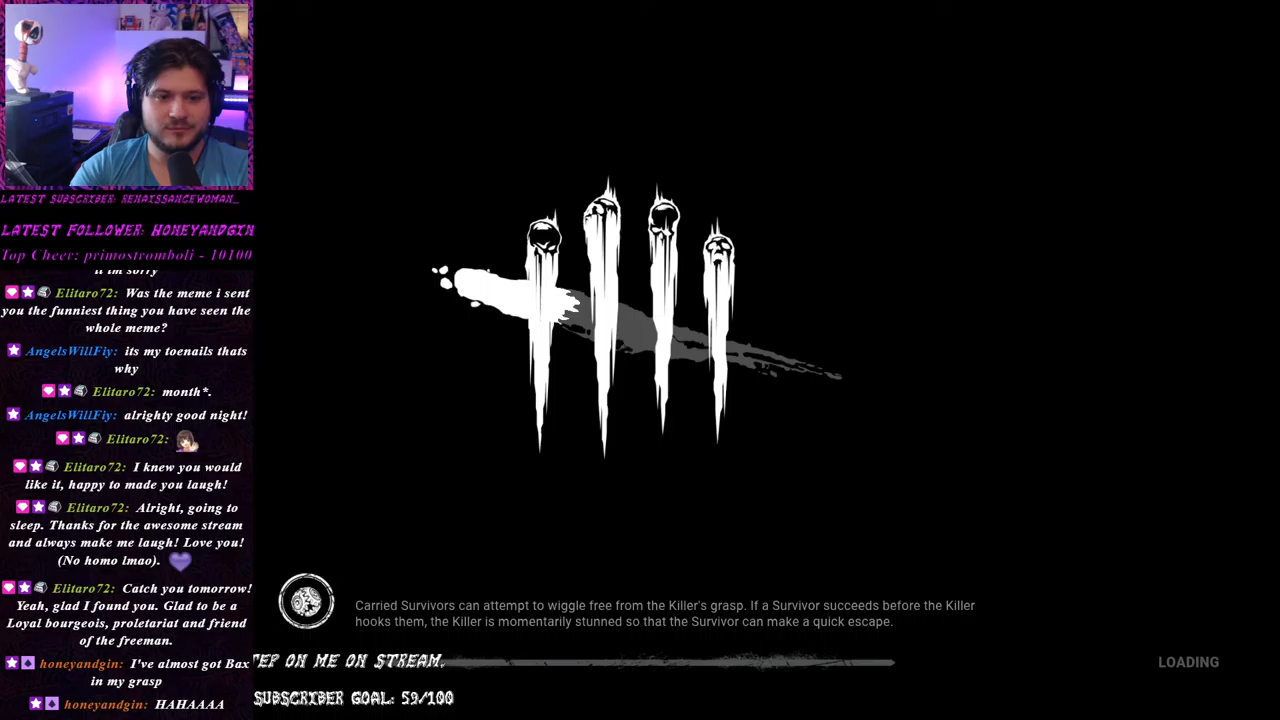 LATEST SUBSCRIBER: RENAISSANCEWOMAN_
LATEST FOLLOWER: HONEYANDGIN
Top Cheer: primostromboli - 10100
it im sorry
Elitaro72: Was the meme i sent
you the funniest thing you have seen the
whole meme?
AngelsWillFiy: its my toenails thats
why
Elitaro72: month*.
AngelsWillFiy: alrighty good night!
Elitaro72:
Elitaro72: I knew you would
like it, happy to made you laugh!
Elitaro72: Alright, going to
sleep. Thanks for the awesome stream
and always make me laugh! Love you!
(No homo lmao).
Elitaro72: Catch you tomorrow!
Yeah, glad I found you. Glad to be a
Loyal bourgeois, proletariat and friend
of the freeman.
honeyandgin: I've almost got Bax
in my grasp
honeyandgin: HAHAAAA
Carried Survivors can attempt to wiggle free from the Killer's grasp. If a Survivor succeeds before the Killer
hooks them, the Killer is momentarily stunned so that the Survivor can make a quick escape.
TEP ON ME ON STREAM.
LOADING
SUBSCRIBER GOAL: 59/100